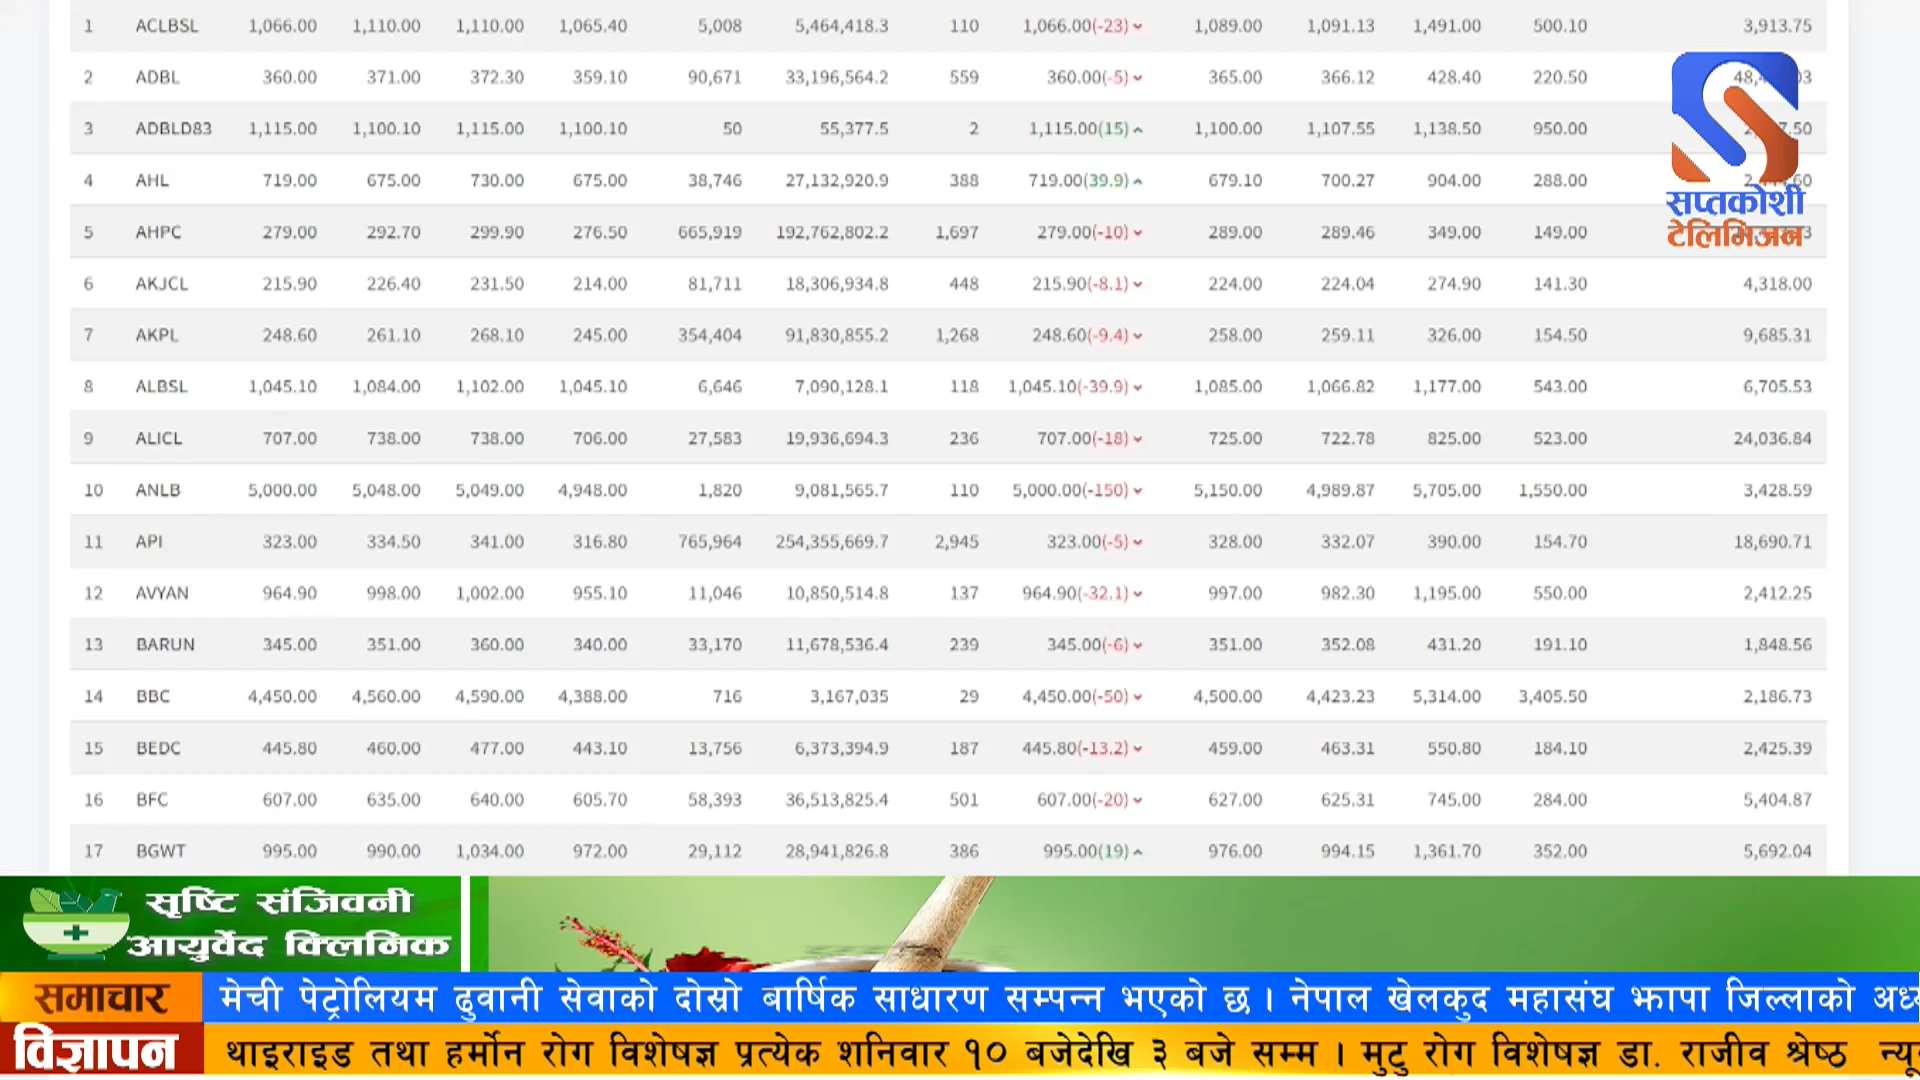 1 ACLBSL 1,066.00 1,110.00 1,110.00 1,065.40 5,008 5,464,418.3 110 1,066.00(-23) 1,089.00 1,091.13 1,491.00 500.10 3,913.75
2 ADBL 360.00 371.00 372.30 359.10 90,671 33,196,564.2 559 360.00(-5) 365.00 366.12 428.40 220.50
3 ADBLD83 1,115.00 1,100.10 1,115.00 1,100.10 50 55,377.5 2 1,115.00(15) 1,100.00 1,107.55 1,138.50 950.00
4 AHL 719.00 675.00 730.00 675.00 38,746 27,132,920.9 388 719.00(39.9) 679.10 700.27 904.00 288.00
सप्तकोशी
5 AHPC 279.00 292.70 299.90 276.50 665,919 192,762,802.2 1,697 279.00(-10) 289.00 289.46 349.00 149.00
टेलिभिजन
6 AKJCL 215.90 226.40 231.50 214.00 81,711 18,306,934.8 448 215.90(-8.1) 224.00 224.04 274.90 141.30 4,318.00
7 AKPL 248.60 261.10 268.10 245.00 354,404 91,830,855.2 1,268 248.60(-9.4) 258.00 259.11 326.00 154.50 9,685.31
8 ALBSL 1,045.10 1,084.00 1,102.00 1,045.10 6,646 7,090,128.1 118 1,045.10(-39.9) 1,085.00 1,066.82 1,177.00 543.00 6,705.53
9 ALICL 707.00 738.00 738.00 706.00 27,583 19,936,694.3 236 707.00(-18) 725.00 722.78 825.00 523.00 24,036.84
10 ANLB 5,000.00 5,048.00 5,049.00 4,948.00 1,820 9,081,565.7 110 5,000.00(-150) 5,150.00 4,989.87 5,705.00 1,550.00 3,428.59
11 API 323.00 334.50 341.00 316.80 765,964 254,355,669.7 2,945 323.00(-5) 328.00 332.07 390.00 154.70 18,690.71
12 AVYAN 964.90 998.00 1,002.00 955.10 11,046 10,850,514.8 137 964.90(-32.1) 997.00 982.30 1,195.00 550.00 2,412.25
13 BARUN 345.00 351.00 360.00 340.00 33,170 11,678,536.4 239 345.00(-6) 351.00 352.08 431.20 191.10 1,848.56
14 BBC 4,450.00 4,560.00 4,590.00 4,388.00 716 3,167,035 29 4,450.00(-50) 4,500.00 4,423.23 5,314.00 3,405.50 2,186.73
15 BEDC 445.80 460.00 477.00 443.10 13,756 6,373,394.9 187 445.80(-13.2) 459.00 463.31 550.80 184.10 2,425.39
16 BFC 607.00 635.00 640.00 605.70 58,393 36,513,825.4 501 607.00(-20) 627.00 625.31 745.00 284.00 5,404.87
17 BGWT 995.00 990.00 1,034.00 972.00 29,112 28,941,826.8 386 995.00(19) 976.00 994.15 1,361.70 352.00 5,692.04
सृष्टि संजिवनी
आयुर्वेद क्लिनिक
समाचार मेची पेट्रोलियम ढुवानी सेवाको दोस्रो बार्षिक साधारण सम्पन्न भएको छ । नेपाल खेलकुद महासंघ झापा जिल्लाको
विज्ञापन थाइराइड तथा हर्मोन रोग विशेषज्ञ प्रत्येक शनिवार १० बजेदेखि ३ बजे सम्म । मुटु रोग विशेषज्ञ डा. राजीव श्रेष्ठ